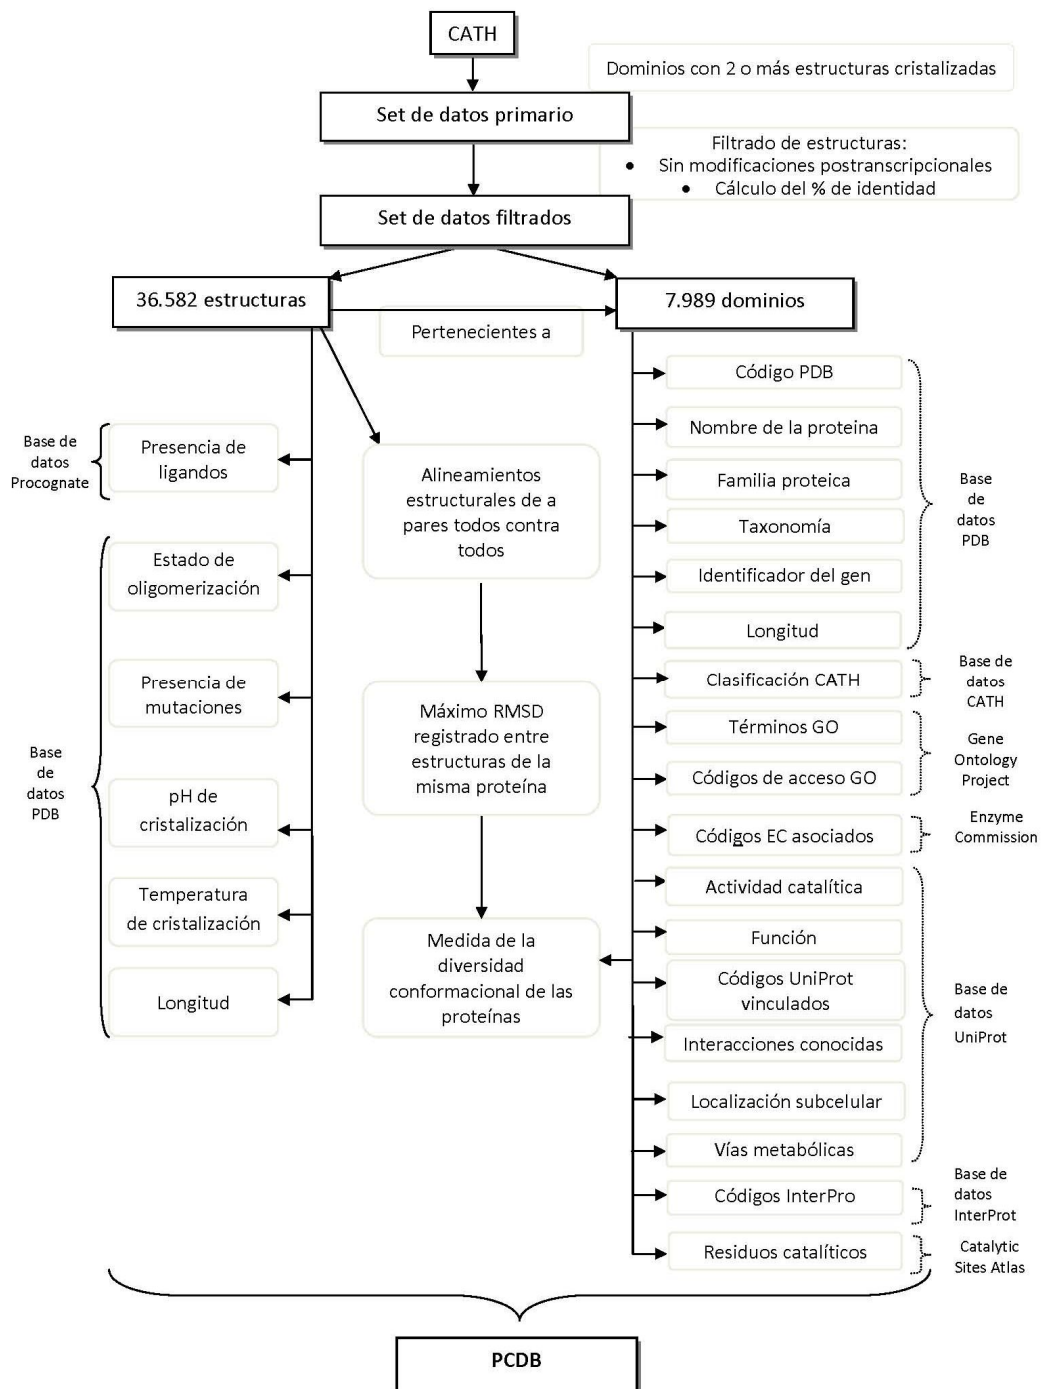 CATH
Dominios con 2 o más estructuras cristalizadas
Set de datos primario
Filtrado de estructuras:
• Sin modificaciones postranscripcionales
• Cálculo del % de identidad
Set de datos filtrados
36.582 estructuras
7.989 dominios
Pertenecientes a
Base de
datos
Procognate
Presencia de
ligandos
Estado de
oligomerización
Presencia de
mutaciones
pH de
cristalización
Temperatura
de cristalización
Longitud
Base
de
datos
PDB
Alineamientos
estructurales de a
pares todos contra
todos
Máximo RMSD
registrado entre
estructuras de la
misma proteína
Medida de la
diversidad
conformacional de las
proteínas
Código PDB
Nombre de la proteina
Familia proteica
Taxonomía
Identificador del gen
Longitud
Base
de
datos
PDB
Clasificación CATH
Base de
datos
CATH
Términos GO
Códigos de acceso GO
Gene
Ontology
Project
Códigos EC asociados
Enzyme
Commission
Actividad catalítica
Función
Códigos UniProt
vinculados
Interacciones conocidas
Localización subcelular
Vías metabólicas
Base de
datos
UniProt
Códigos InterPro
Base de
datos
InterProt
Residuos catalíticos
Catalytic
Sites Atlas
PCDB